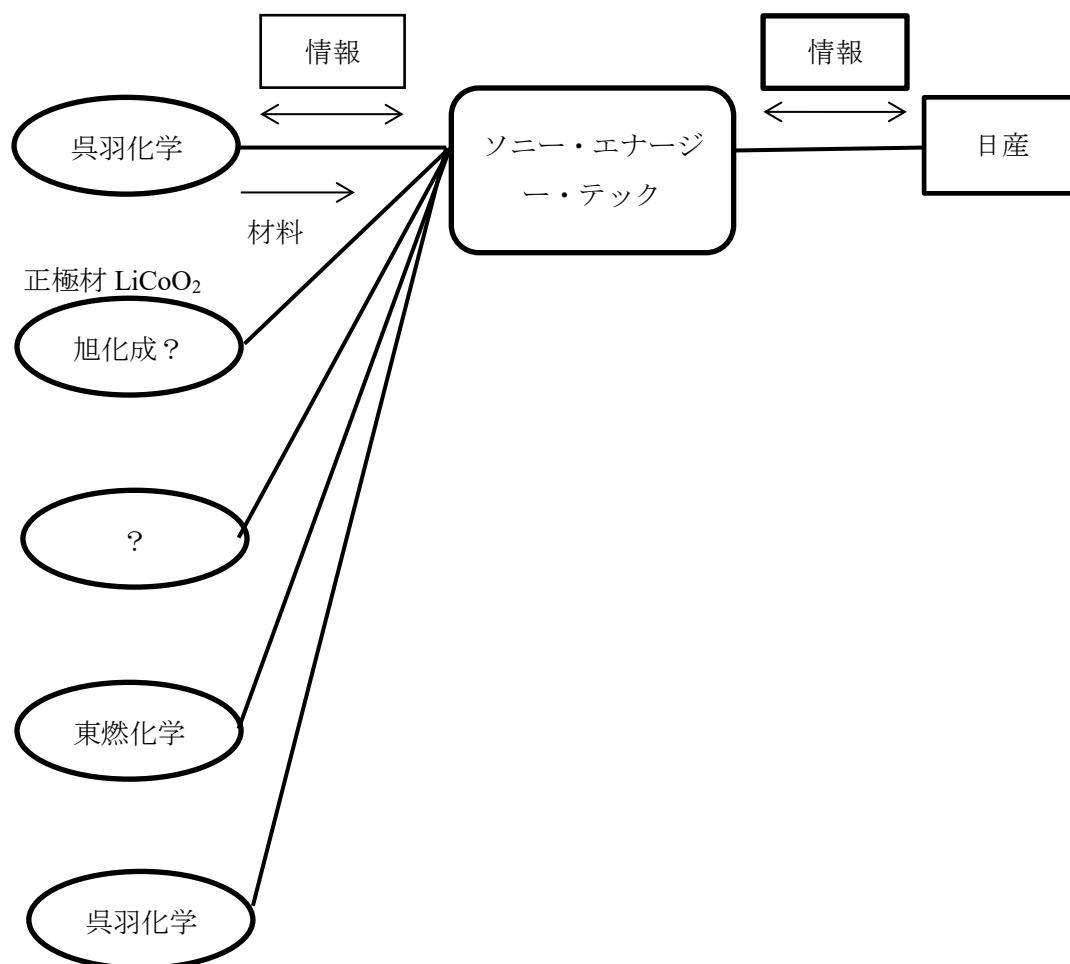 情報
情報
呉羽化学
ソニー・エナージ
ー・テック
日産
材料
正極材 LiCoO₂
旭化成？
？
東燃化学
呉羽化学